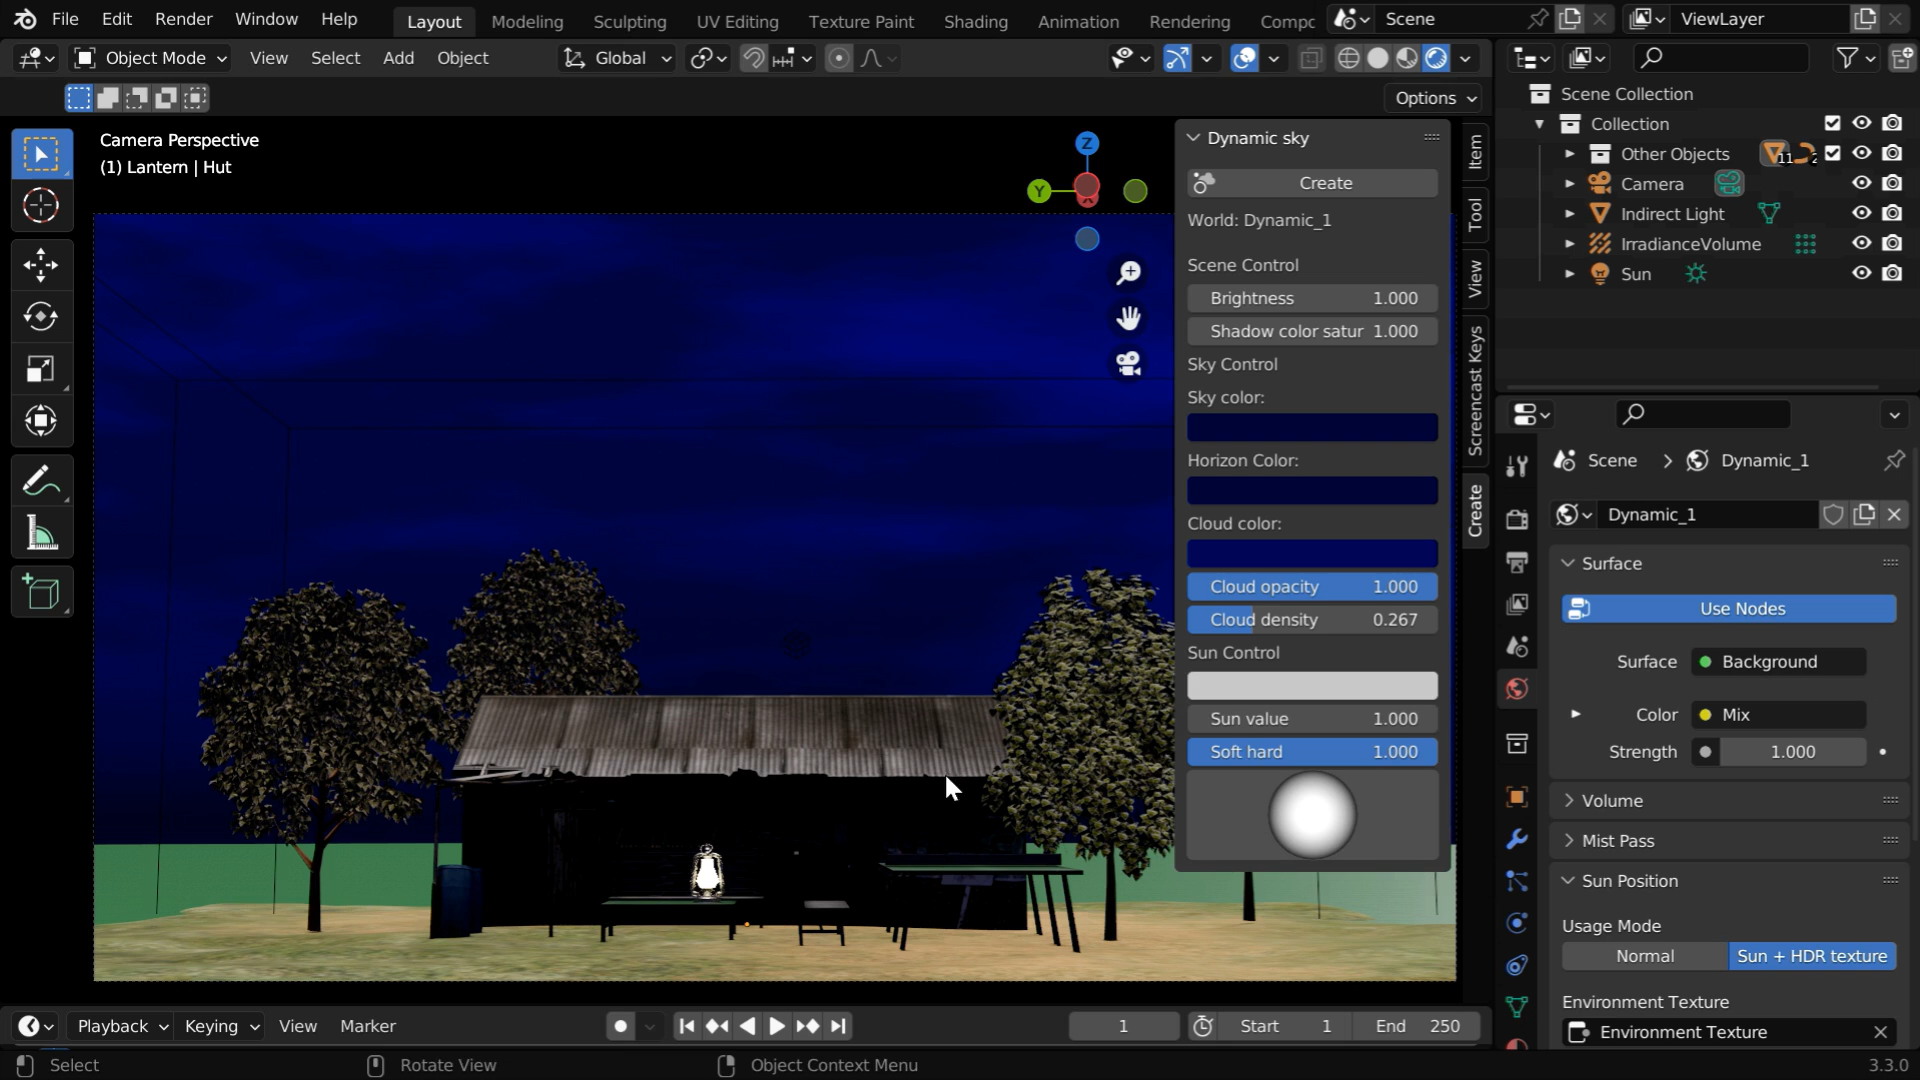 File Edit Render Window Help Layout Modeling Sculpting UV Editing Texture Paint Shading Animation Rendering Compc Scene ViewLayer
Object Mode View Select Add Object Global
Options
Camera Perspective
(1) Lantern | Hut
Z
Y
X
Dynamic sky
Create
World: Dynamic_1
Scene Control
Brightness 1.000
Shadow color satur 1.000
Sky Control
Sky color:
Horizon Color:
Cloud color:
Cloud opacity 1.000
Cloud density 0.267
Sun Control
Sun value 1.000
Soft hard 1.000
Item
Tool
View
Screencast Keys
Create
Scene Collection
Collection
Other Objects 11 2
Camera
Indirect Light
IrradianceVolume
Sun
Scene > Dynamic_1
Dynamic_1
Surface
Use Nodes
Surface Background
Color Mix
Strength 1.000
Volume
Mist Pass
Sun Position
Usage Mode
Normal Sun + HDR texture
Environment Texture
Environment Texture
Playback Keying View Marker 1 Start 1 End 250
Select Rotate View Object Context Menu 3.3.0